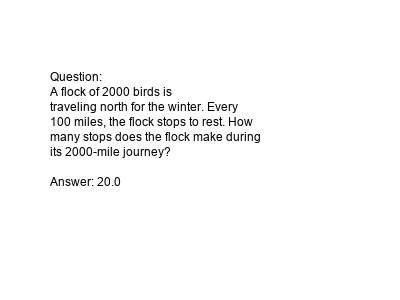 Question:
A flock of 2000 birds is
traveling north for the winter. Every
100 miles, the flock stops to rest. How
many stops does the flock make during
its 2000-mile journey?
Answer: 20.0